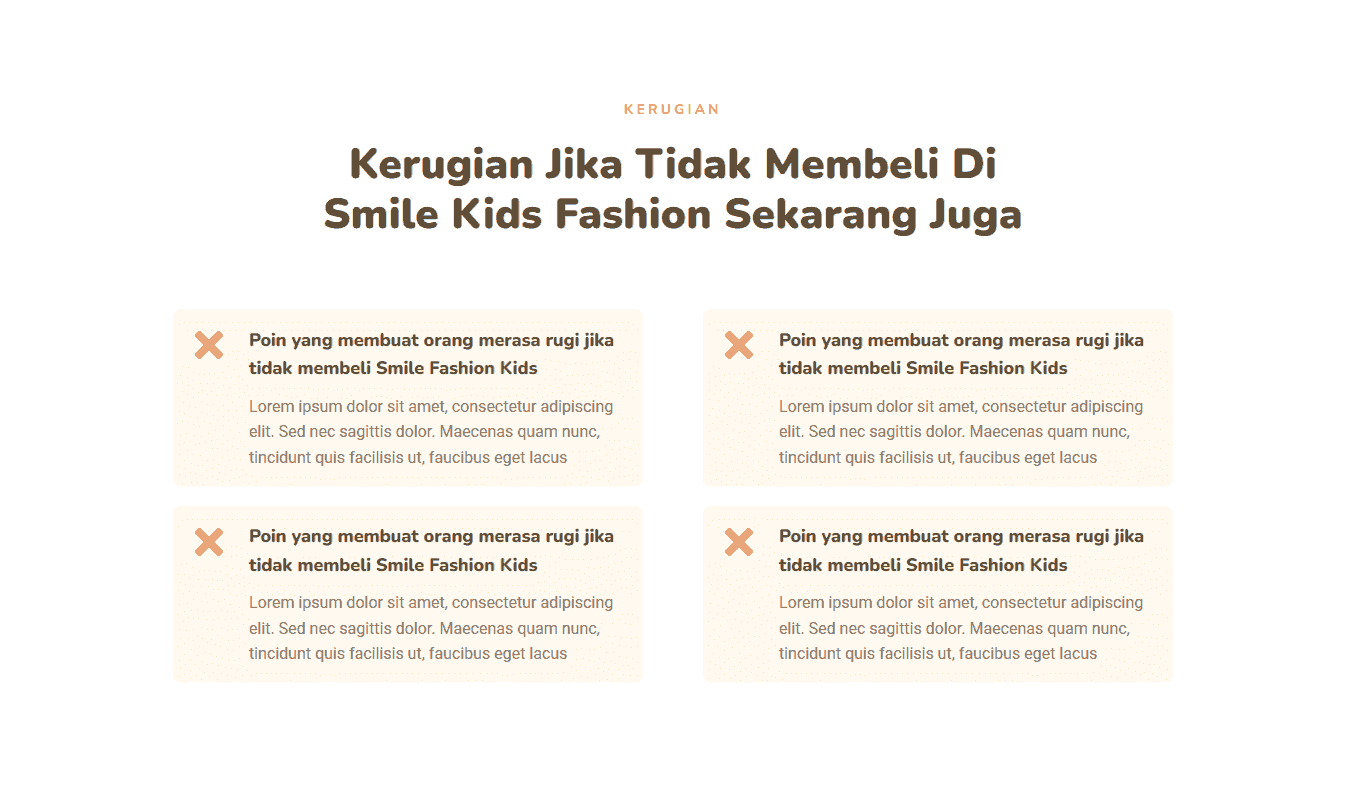 KERUGIAN
Kerugian Jika Tidak Membeli Di
Smile Kids Fashion Sekarang Juga
Poin yang membuat orang merasa rugi jika
tidak membeli Smile Fashion Kids
Lorem ipsum dolor sit amet, consectetur adipiscing
elit. Sed nec sagittis dolor. Maecenas quam nunc,
tincidunt quis facilisis ut, faucibus eget lacus
Poin yang membuat orang merasa rugi jika
tidak membeli Smile Fashion Kids
Lorem ipsum dolor sit amet, consectetur adipiscing
elit. Sed nec sagittis dolor. Maecenas quam nunc,
tincidunt quis facilisis ut, faucibus eget lacus
Poin yang membuat orang merasa rugi jika
tidak membeli Smile Fashion Kids
Lorem ipsum dolor sit amet, consectetur adipiscing
elit. Sed nec sagittis dolor. Maecenas quam nunc,
tincidunt quis facilisis ut, faucibus eget lacus
Poin yang membuat orang merasa rugi jika
tidak membeli Smile Fashion Kids
Lorem ipsum dolor sit amet, consectetur adipiscing
elit. Sed nec sagittis dolor. Maecenas quam nunc,
tincidunt quis facilisis ut, faucibus eget lacus